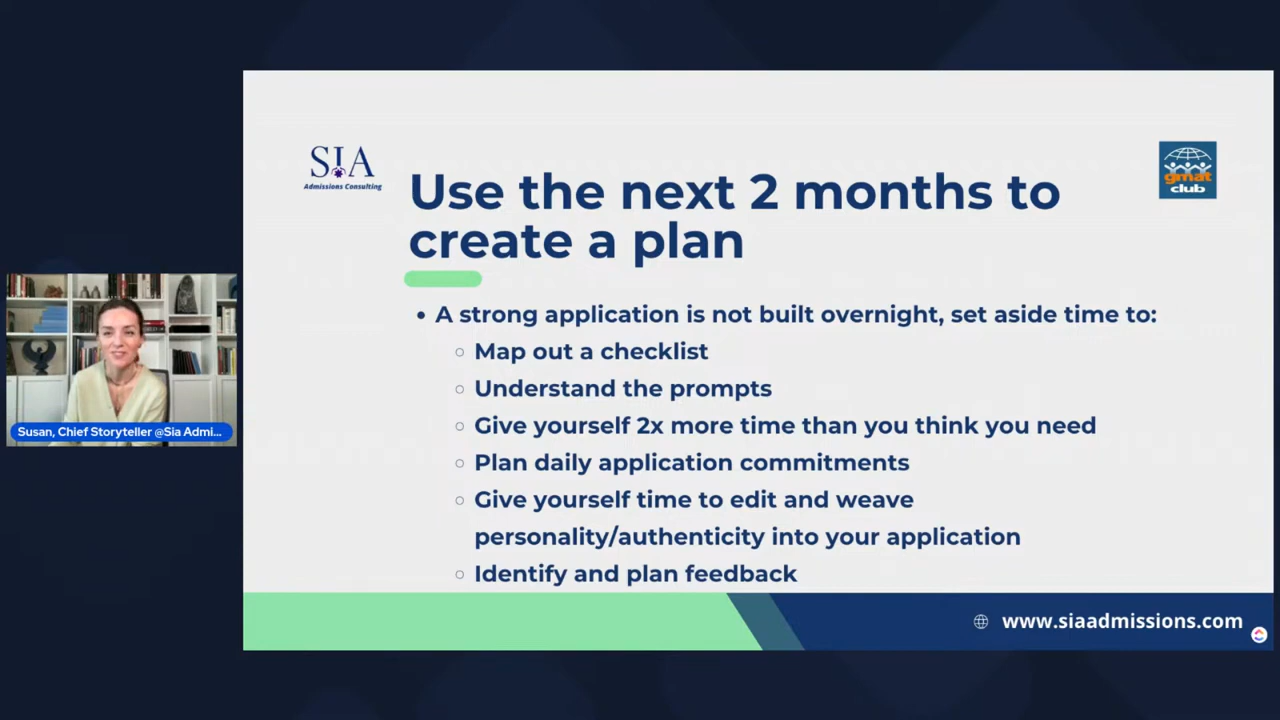 SIA
Admissions Consulting
gmat
club
Use the next 2 months to
create a plan
• A strong application is not built overnight, set aside time to:
○ Map out a checklist
○ Understand the prompts
○ Give yourself 2x more time than you think you need
○ Plan daily application commitments
○ Give yourself time to edit and weave
personality/authenticity into your application
○ Identify and plan feedback
Susan, Chief Storyteller @Sia Admi...
www.siaadmissions.com